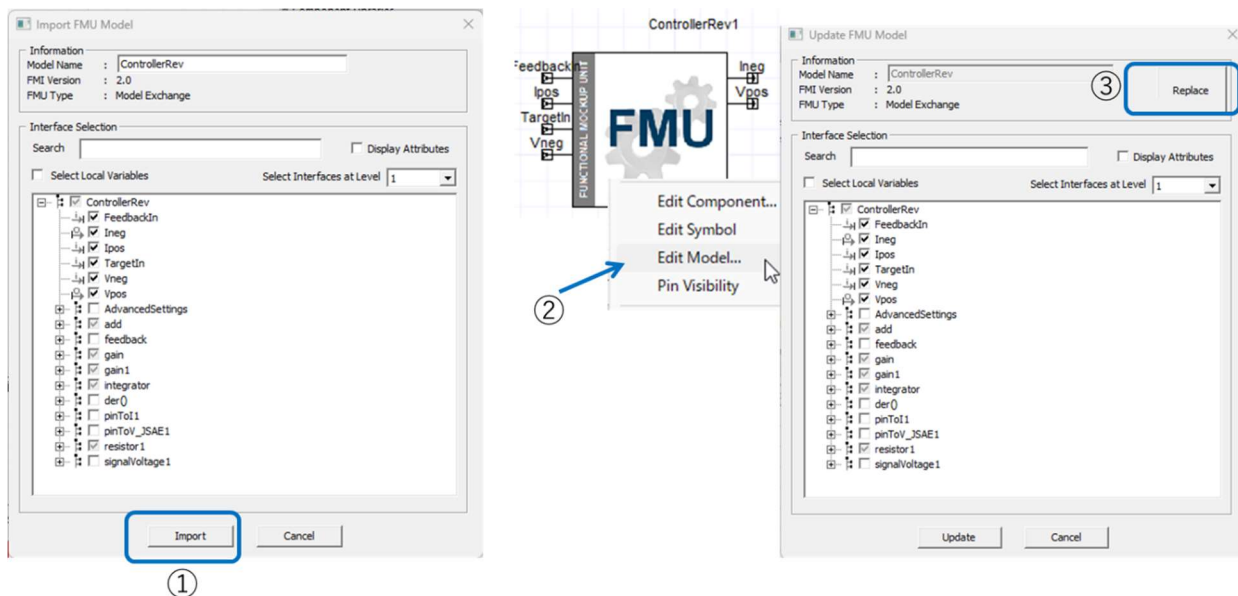 Import FMU Model
Information
Model Name : ControllerRev
FMI Version : 2.0
FMU Type : Model Exchange
Interface Selection
Search
Display Attributes
Select Local Variables
Select Interfaces at Level 1
ControllerRev
FeedbackIn
Ineg
Ipos
TargetIn
Vneg
Vpos
AdvancedSettings
add
feedback
gain
gain1
integrator
der()
pinToI1
pinToV_JSAE1
resistor1
signalVoltage1
Import
Cancel
①
ControllerRev1
FeedbackIn
Ipos
TargetIn
Vneg
Ineg
Vpos
FUNCTIONAL MOCKUP UNIT
FMU
Edit Component...
Edit Symbol
Edit Model...
Pin Visibility
②
Update FMU Model
Information
Model Name : ControllerRev
FMI Version : 2.0
FMU Type : Model Exchange
③
Replace
Interface Selection
Search
Display Attributes
Select Local Variables
Select Interfaces at Level 1
ControllerRev
FeedbackIn
Ineg
Ipos
TargetIn
Vneg
Vpos
AdvancedSettings
add
feedback
gain
gain1
integrator
der()
pinToI1
pinToV_JSAE1
resistor1
signalVoltage1
Update
Cancel